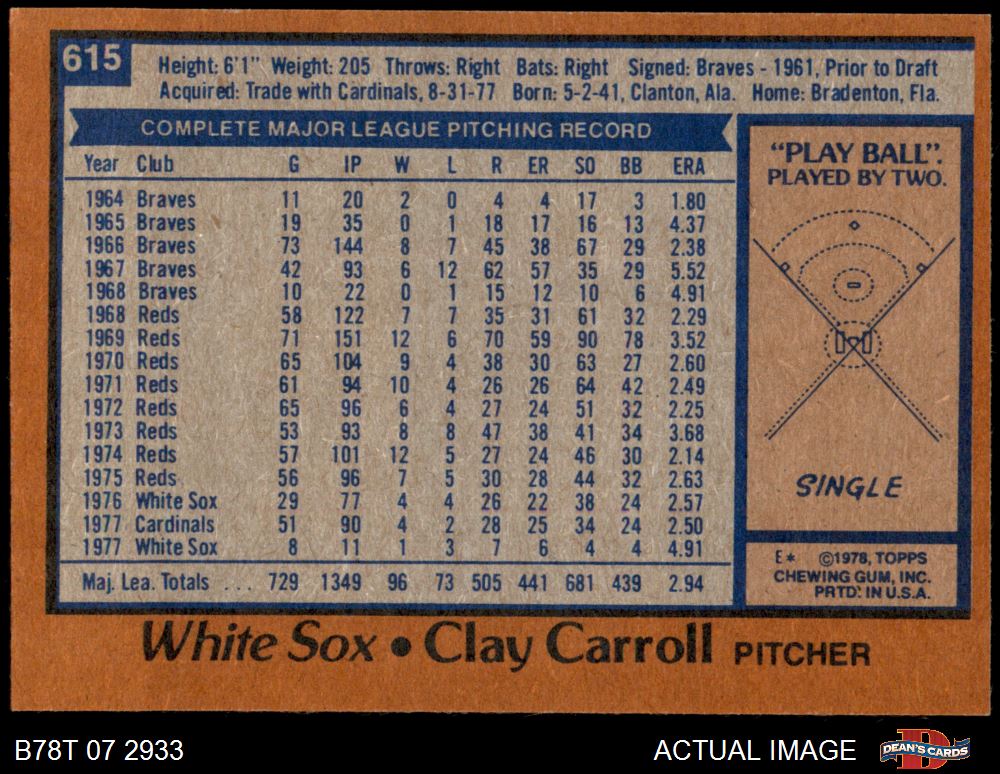 615
Height: 6'1" Weight: 205 Throws: Right Bats: Right Signed: Braves - 1961, Prior to Draft
Acquired: Trade with Cardinals, 8-31-77 Born: 5-2-41, Clanton, Ala. Home: Bradenton, Fla.
COMPLETE MAJOR LEAGUE PITCHING RECORD
Year Club G IP W L R ER SO BB ERA
1964 Braves 11 20 2 0 4 4 17 3 1.80
1965 Braves 19 35 0 1 18 17 16 13 4.37
1966 Braves 73 144 8 7 45 38 67 29 2.38
1967 Braves 42 93 6 12 62 57 35 29 5.52
1968 Braves 10 22 0 1 15 12 10 6 4.91
1968 Reds 58 122 7 7 35 31 61 32 2.29
1969 Reds 71 151 12 6 70 59 90 78 3.52
1970 Reds 65 104 9 4 38 30 63 27 2.60
1971 Reds 61 94 10 4 26 26 64 42 2.49
1972 Reds 65 96 6 4 27 24 51 32 2.25
1973 Reds 53 93 8 8 47 38 41 34 3.68
1974 Reds 57 101 12 5 27 24 46 30 2.14
1975 Reds 56 96 7 5 30 28 44 32 2.63
1976 White Sox 29 77 4 4 26 22 38 24 2.57
1977 Cardinals 51 90 4 2 28 25 34 24 2.50
1977 White Sox 8 11 1 3 7 6 4 4 4.91
Maj. Lea. Totals ... 729 1349 96 73 505 441 681 439 2.94
"PLAY BALL".
PLAYED BY TWO.
SINGLE
E* ©1978, TOPPS
CHEWING GUM, INC.
PRTD. IN U.S.A.
White Sox • Clay Carroll PITCHER
B78T 07 2933
ACTUAL IMAGE
DEAN'S CARDS